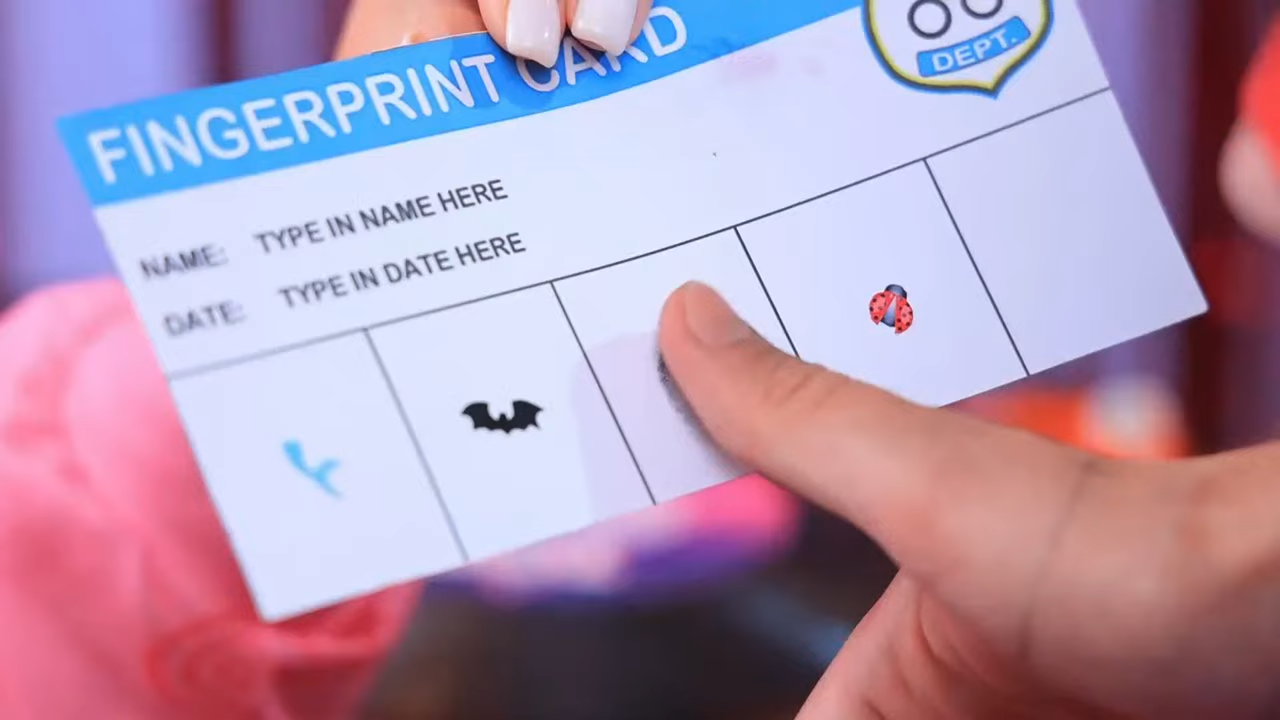 FINGERPRINT CARD
DEPT.
NAME: TYPE IN NAME HERE
DATE: TYPE IN DATE HERE